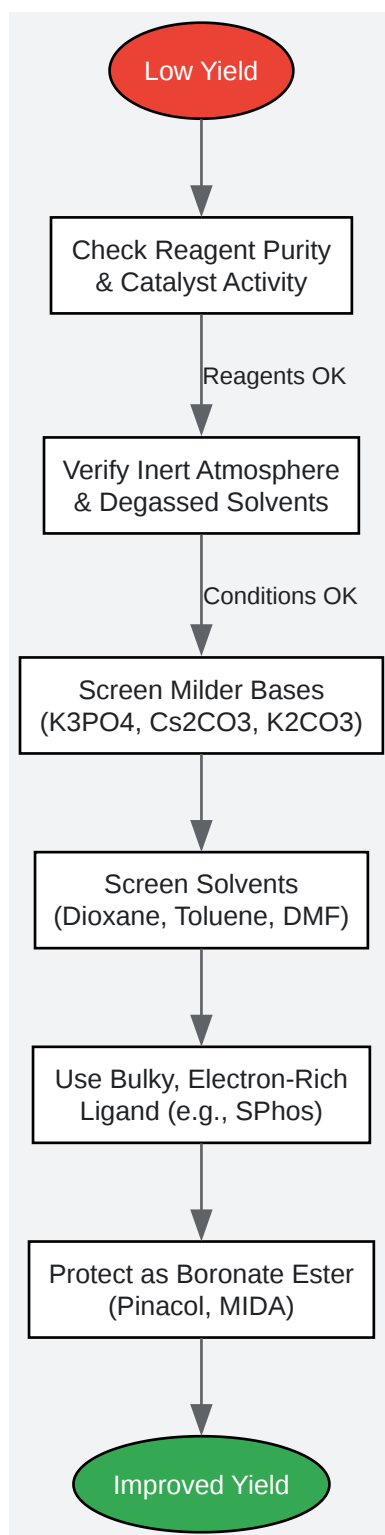 Low Yield
Check Reagent Purity
& Catalyst Activity
Reagents OK
Verify Inert Atmosphere
& Degassed Solvents
Conditions OK
Screen Milder Bases
(K3PO4, Cs2CO3, K2CO3)
Screen Solvents
(Dioxane, Toluene, DMF)
Use Bulky, Electron-Rich
Ligand (e.g., SPhos)
Protect as Boronate Ester
(Pinacol, MIDA)
Improved Yield